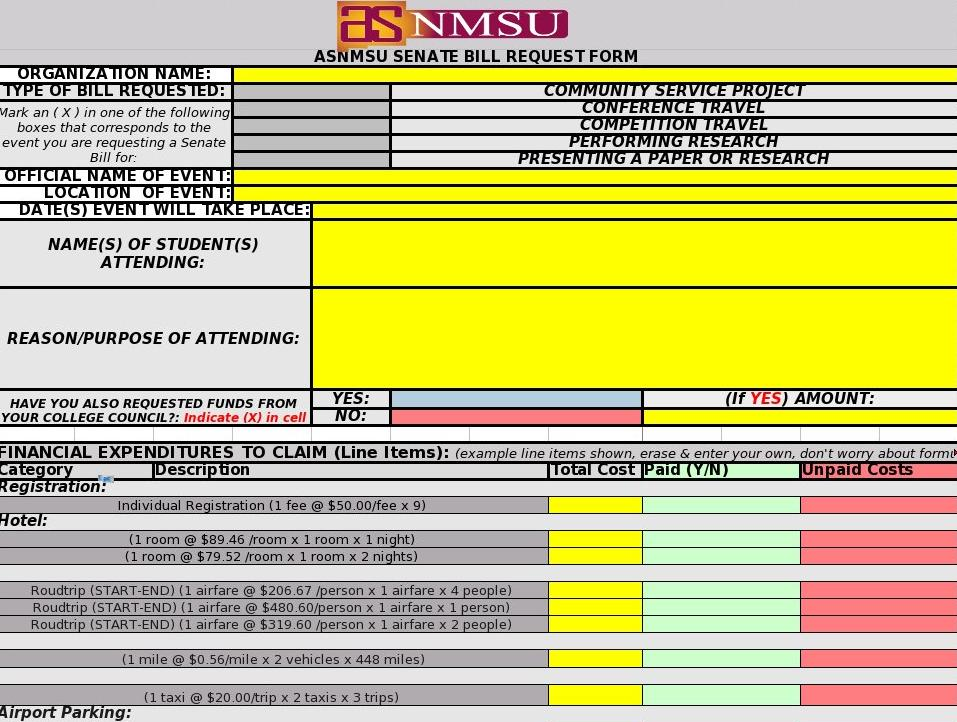 asNMSU
ASNMSU SENATE BILL REQUEST FORM
ORGANIZATION NAME:
TYPE OF BILL REQUESTED:
COMMUNITY SERVICE PROJECT
Mark an ( X ) in one of the following
boxes that corresponds to the
event you are requesting a Senate
Bill for:
CONFERENCE TRAVEL
COMPETITION TRAVEL
PERFORMING RESEARCH
PRESENTING A PAPER OR RESEARCH
OFFICIAL NAME OF EVENT:
LOCATION OF EVENT:
DATE(S) EVENT WILL TAKE PLACE:
NAME(S) OF STUDENT(S)
ATTENDING:
REASON/PURPOSE OF ATTENDING:
HAVE YOU ALSO REQUESTED FUNDS FROM
YOUR COLLEGE COUNCIL?: Indicate (X) in cell
YES:
(If YES) AMOUNT:
NO:
FINANCIAL EXPENDITURES TO CLAIM (Line Items): (example line items shown, erase & enter your own, don't worry about
Category Description Total Cost Paid (Y/N) Unpaid Costs
Registration:
Individual Registration (1 fee @ $50.00/fee x 9)
Hotel:
(1 room @ $89.46 /room x 1 room x 1 night)
(1 room @ $79.52 /room x 1 room x 2 nights)
Roudtrip (START-END) (1 airfare @ $206.67 /person x 1 airfare x 4 people)
Roudtrip (START-END) (1 airfare @ $480.60/person x 1 airfare x 1 person)
Roudtrip (START-END) (1 airfare @ $319.60 /person x 1 airfare x 2 people)
(1 mile @ $0.56/mile x 2 vehicles x 448 miles)
(1 taxi @ $20.00/trip x 2 taxis x 3 trips)
Airport Parking: